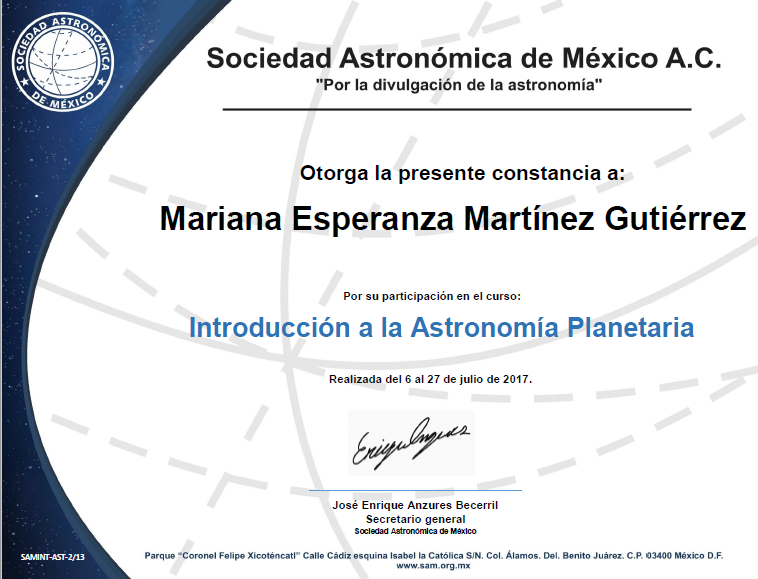 SOCIEDAD ASTRONÓMICA
DE MÉXICO
Sociedad Astronómica de México A.C.
"Por la divulgación de la astronomía"
Otorga la presente constancia a:
Mariana Esperanza Martínez Gutiérrez
Por su participación en el curso:
Introducción a la Astronomía Planetaria
Realizada del 6 al 27 de julio de 2017.
Enrique Anzures
José Enrique Anzures Becerril
Secretario general
Sociedad Astronómica de México
SAMINT-AST-2/13
Parque “Coronel Felipe Xicoténcatl” Calle Cádiz esquina Isabel la Católica S/N. Col. Álamos. Del. Benito Juárez. C.P. 03400 México D.F.
www.sam.org.mx